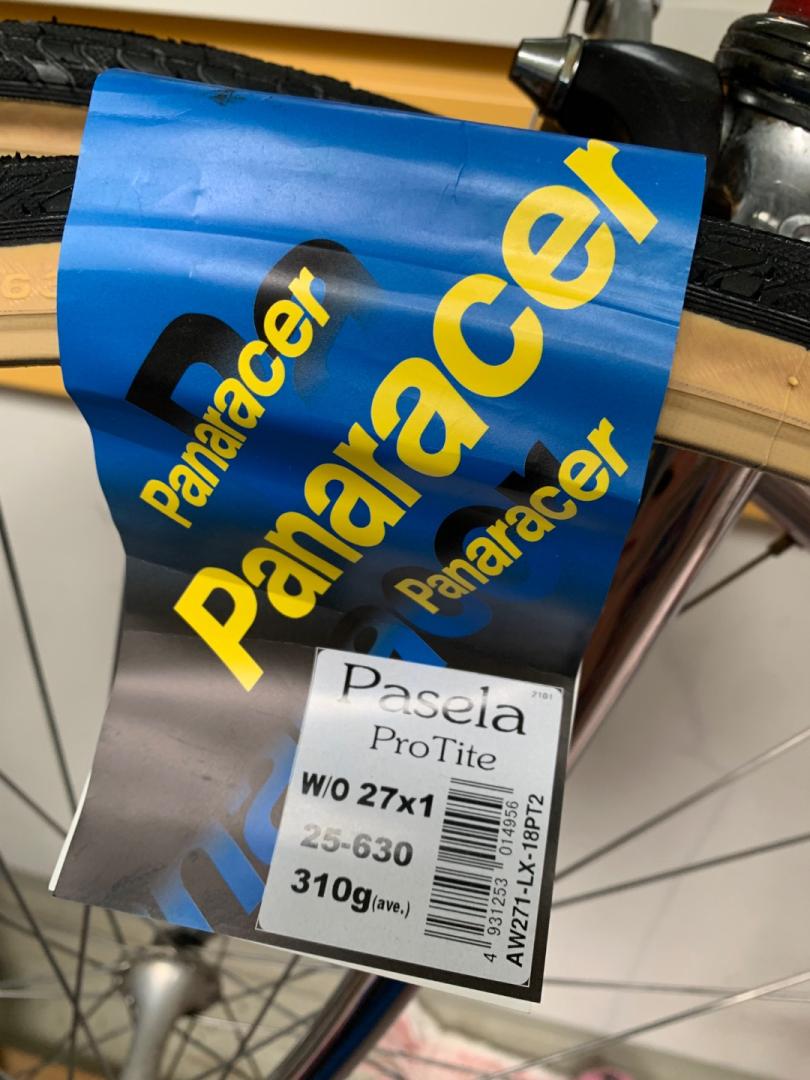 Panaracer
Panaracer
Panaracer
Pasela
2101
ProTite
W/O 27x1
25-630
310g(ave.)
4 931253 014956
AW271-LX-18PT2